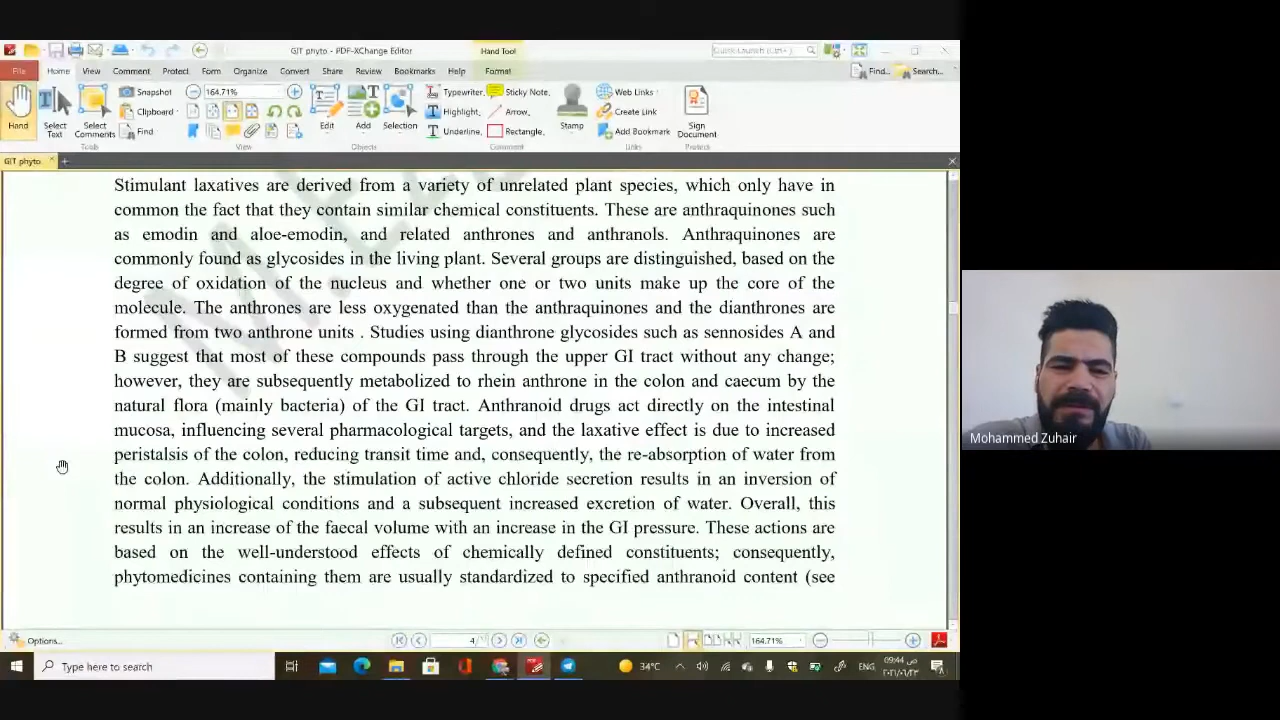 GIT phyto - PDF-XChange Editor
Hand Tool
Quick-Launch (Ctrl+.)
File Home View Comment Protect Form Organize Convert Share Review Bookmarks Help Format
Find... Search...
Snapshot 164.71% Typewriter Sticky Note Web Links
Clipboard Highlight Arrow Create Link
Hand Select Text Select Comments Find Edit Add Selection Underline Rectangle Stamp Add Bookmark Sign Document
Tools View Objects Comment Links Protect
GIT phyto
Stimulant laxatives are derived from a variety of unrelated plant species, which only have in
common the fact that they contain similar chemical constituents. These are anthraquinones such
as emodin and aloe-emodin, and related anthrones and anthranols. Anthraquinones are
commonly found as glycosides in the living plant. Several groups are distinguished, based on the
degree of oxidation of the nucleus and whether one or two units make up the core of the
molecule. The anthrones are less oxygenated than the anthraquinones and the dianthrones are
formed from two anthrone units . Studies using dianthrone glycosides such as sennosides A and
B suggest that most of these compounds pass through the upper GI tract without any change;
however, they are subsequently metabolized to rhein anthrone in the colon and caecum by the
natural flora (mainly bacteria) of the GI tract. Anthranoid drugs act directly on the intestinal
mucosa, influencing several pharmacological targets, and the laxative effect is due to increased
peristalsis of the colon, reducing transit time and, consequently, the re-absorption of water from
the colon. Additionally, the stimulation of active chloride secretion results in an inversion of
normal physiological conditions and a subsequent increased excretion of water. Overall, this
results in an increase of the faecal volume with an increase in the GI pressure. These actions are
based on the well-understood effects of chemically defined constituents; consequently,
phytomedicines containing them are usually standardized to specified anthranoid content (see
Mohammed Zuhair
Options... 4 164.71%
Type here to search 34°C ENG 09:44 ص